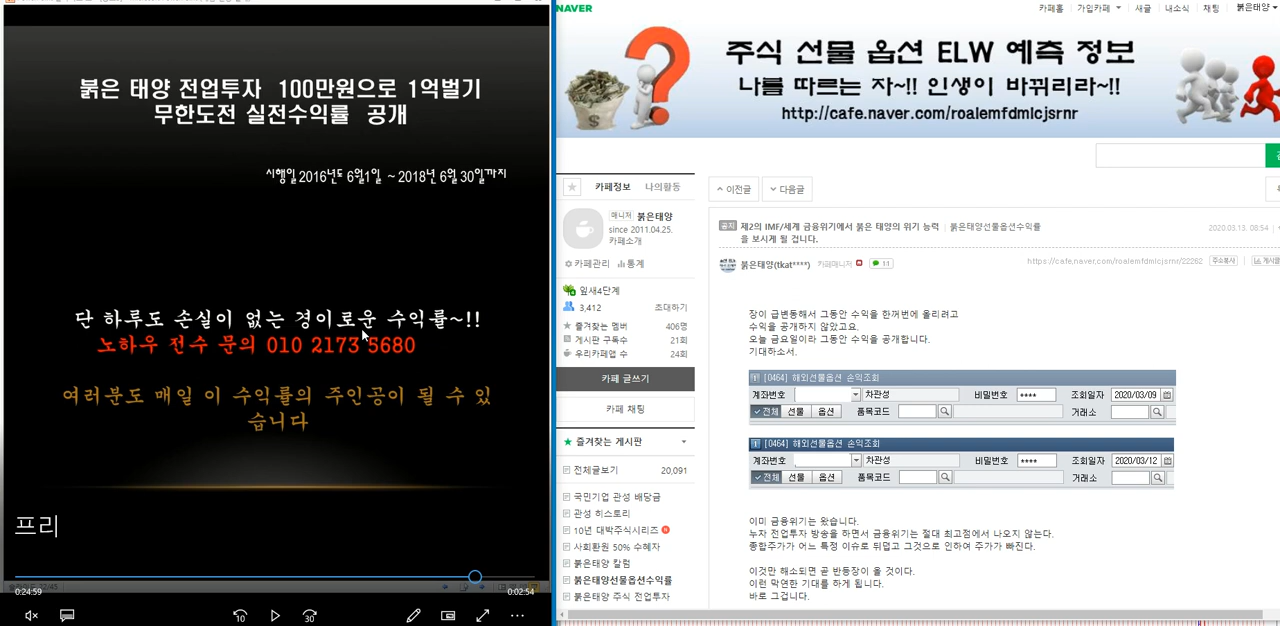 붉은 태양 전업투자 100만원으로 1억벌기
무한도전 실전수익률 공개
시행일 2016년도 6월1일 ~ 2018년 6월 30일까지
단 하루도 손실이 없는 경이로운 수익률~!!
노하우 전수 문의 010 2173 5680
여러분도 매일 이 수익률의 주인공이 될 수 있
습니다
프리
0:24:59
0:02:54
10
30
NAVER
카페홈
가입카페
새글
내소식
채팅
붉은태양
주식 선물 옵션 ELW 예측 정보
나를 따르는 자~!! 인생이 바뀌리라~!!
http://cafe.naver.com/roalemfdmlcjsrnr
카페정보
나의활동
매니저 붉은태양
since 2011.04.25.
카페소개
카페관리
통계
잎새4단계
3,412
초대하기
즐겨찾는 멤버
406명
게시판 구독수
21회
우리카페앱 수
24회
카페 글쓰기
카페 채팅
즐겨찾는 게시판
전체글보기
20,091
국민기업 관성 배당금
관성 히스토리
10년 대박주식시리즈
사회환원 50% 수혜자
붉은태양 칼럼
붉은태양선물옵션수익률
붉은태양 주식 전업투자
이전글
다음글
공지 제2의 IMF/세계 금융위기에서 붉은 태양의 위기 능력 | 붉은태양선물옵션수익률
을 보시게 될 겁니다.
2020.03.13. 08:54
붉은태양(tkat****)
카페매니저
1:1
https://cafe.naver.com/roalemfdmlcjsrnr/22262
주소복사
장이 급변동해서 그동안 수익을 한꺼번에 올리려고
수익을 공개하지 않았고요.
오늘 금요일이라 그동안 수익을 공개합니다.
기대하소서.
[0464] 해외선물옵션 손익조회
계좌번호
차관성
비밀번호
****
조회일자
2020/03/09
전체
선물
옵션
품목코드
거래소
[0464] 해외선물옵션 손익조회
계좌번호
차관성
비밀번호
****
조회일자
2020/03/12
전체
선물
옵션
품목코드
거래소
이미 금융위기는 왔습니다.
누차 전업투자 방송을 하면서 금융위기는 절대 최고점에서 나오지 않는다.
종합주가가 어느 특정 이슈로 뒤덮고 그것으로 인하여 주가가 빠진다.
이것만 해소되면 곧 반등장이 올 것이다.
이런 막연한 기대를 하게 됩니다.
바로 그겁니다.